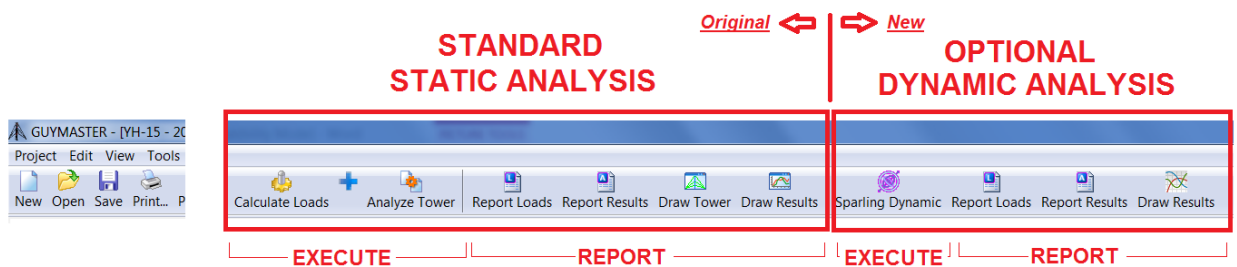 Original New
STANDARD
STATIC ANALYSIS
OPTIONAL
DYNAMIC ANALYSIS
GUYMASTER - [YH-15 - 20
Project Edit View Tools
New Open Save Print... P
Calculate Loads Analyze Tower Report Loads Report Results Draw Tower Draw Results
Sparling Dynamic Report Loads Report Results Draw Results
EXECUTE REPORT EXECUTE REPORT